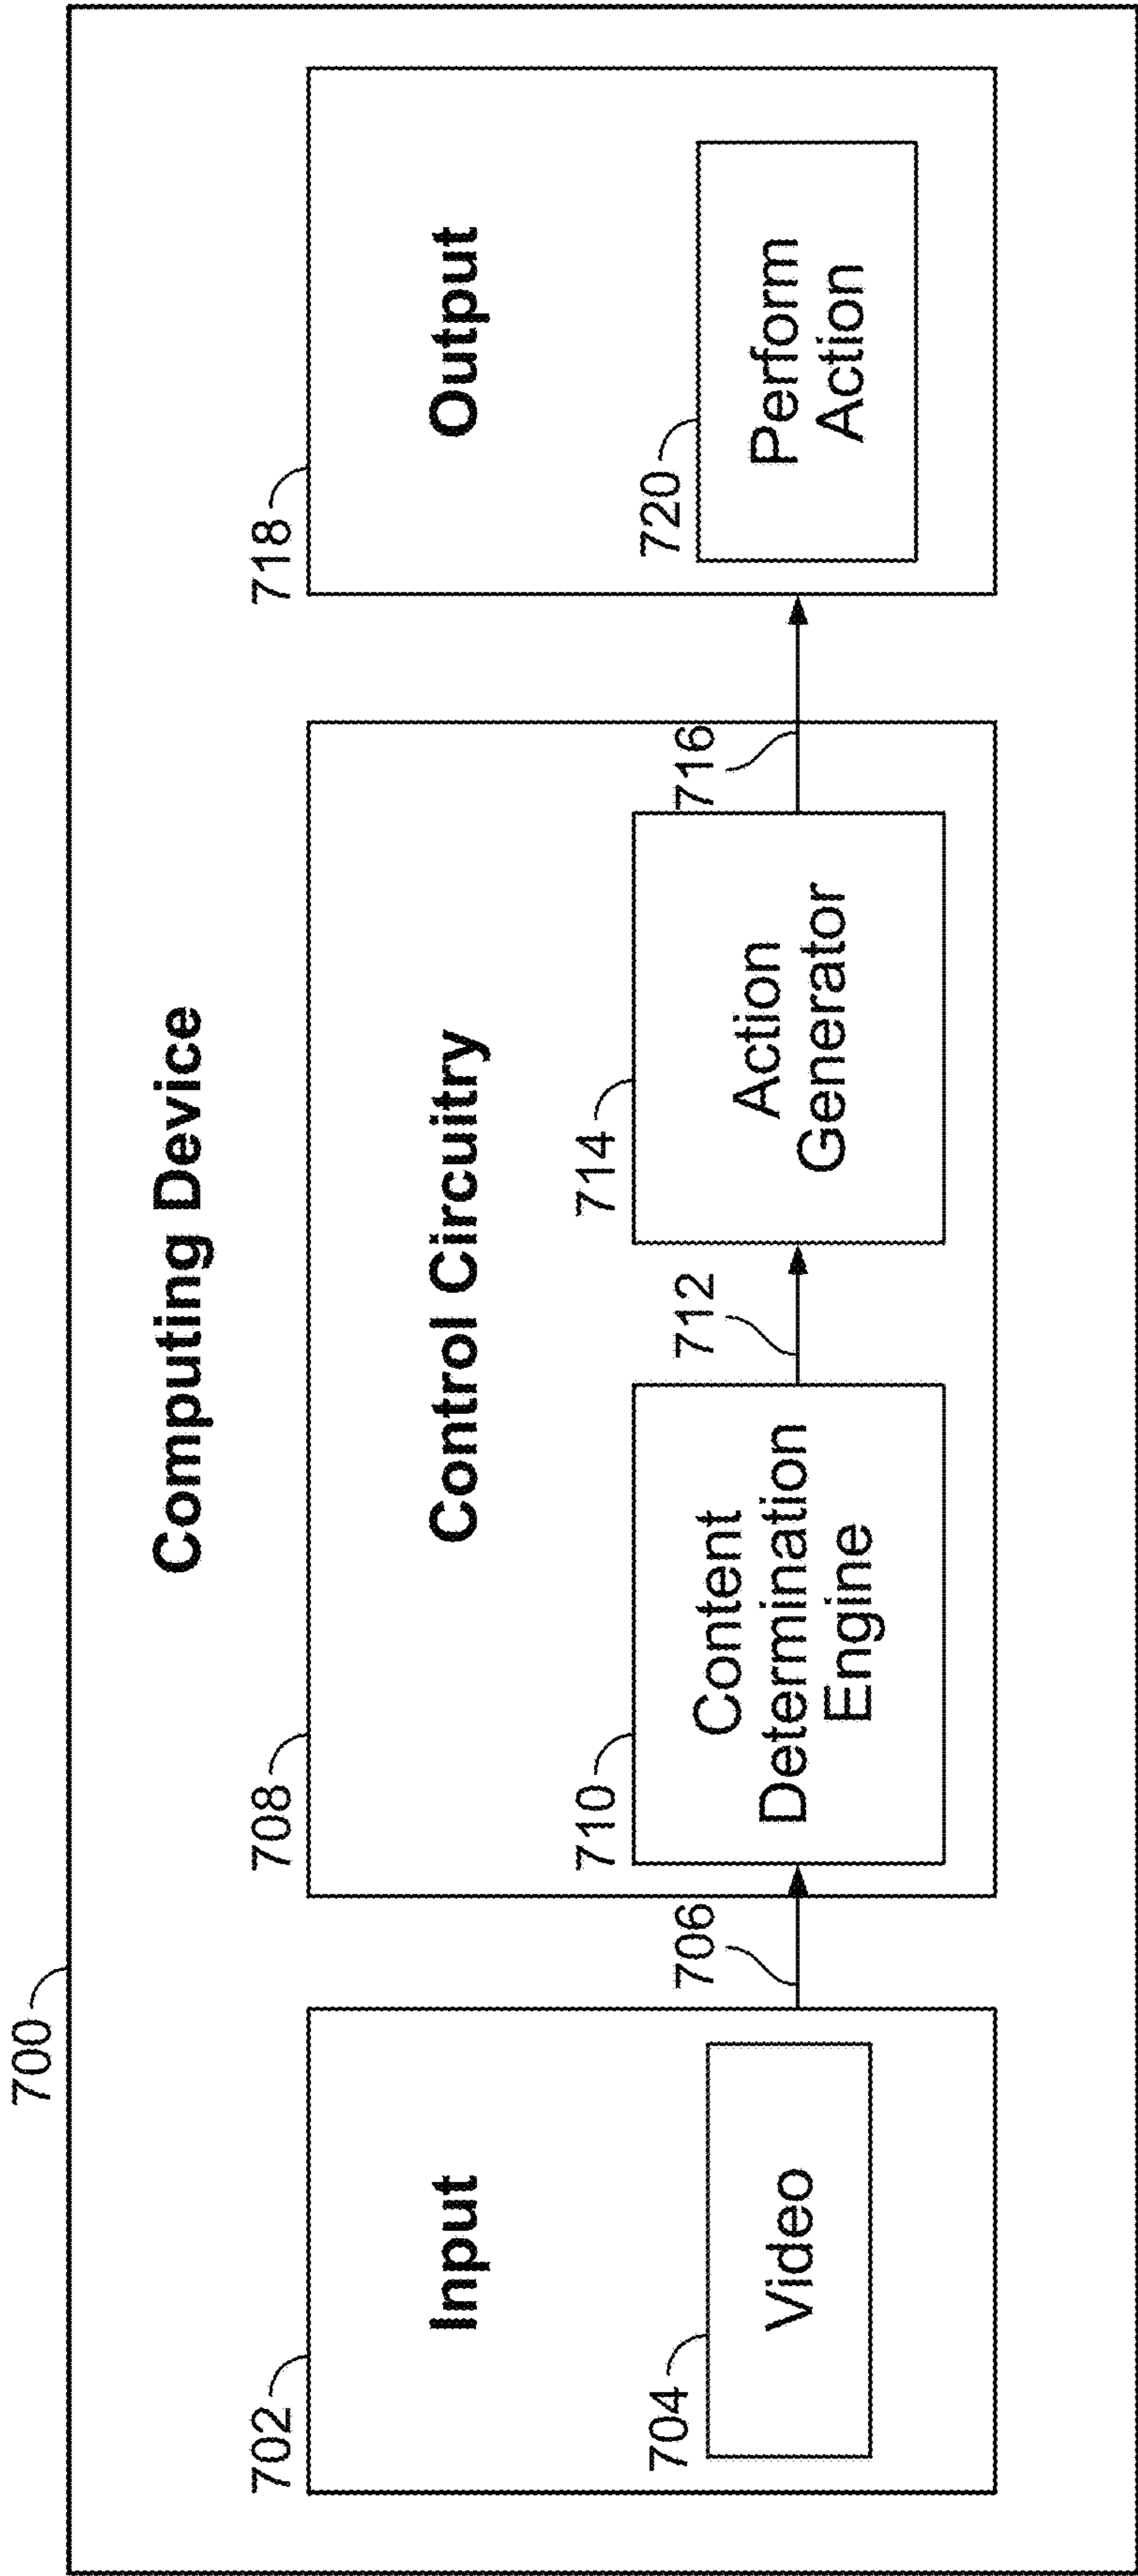 700
Computing Device
702
Input
704
Video
706
708
Control Circuitry
710
Content
Determination
Engine
712
714
Action
Generator
716
718
Output
720
Perform
Action